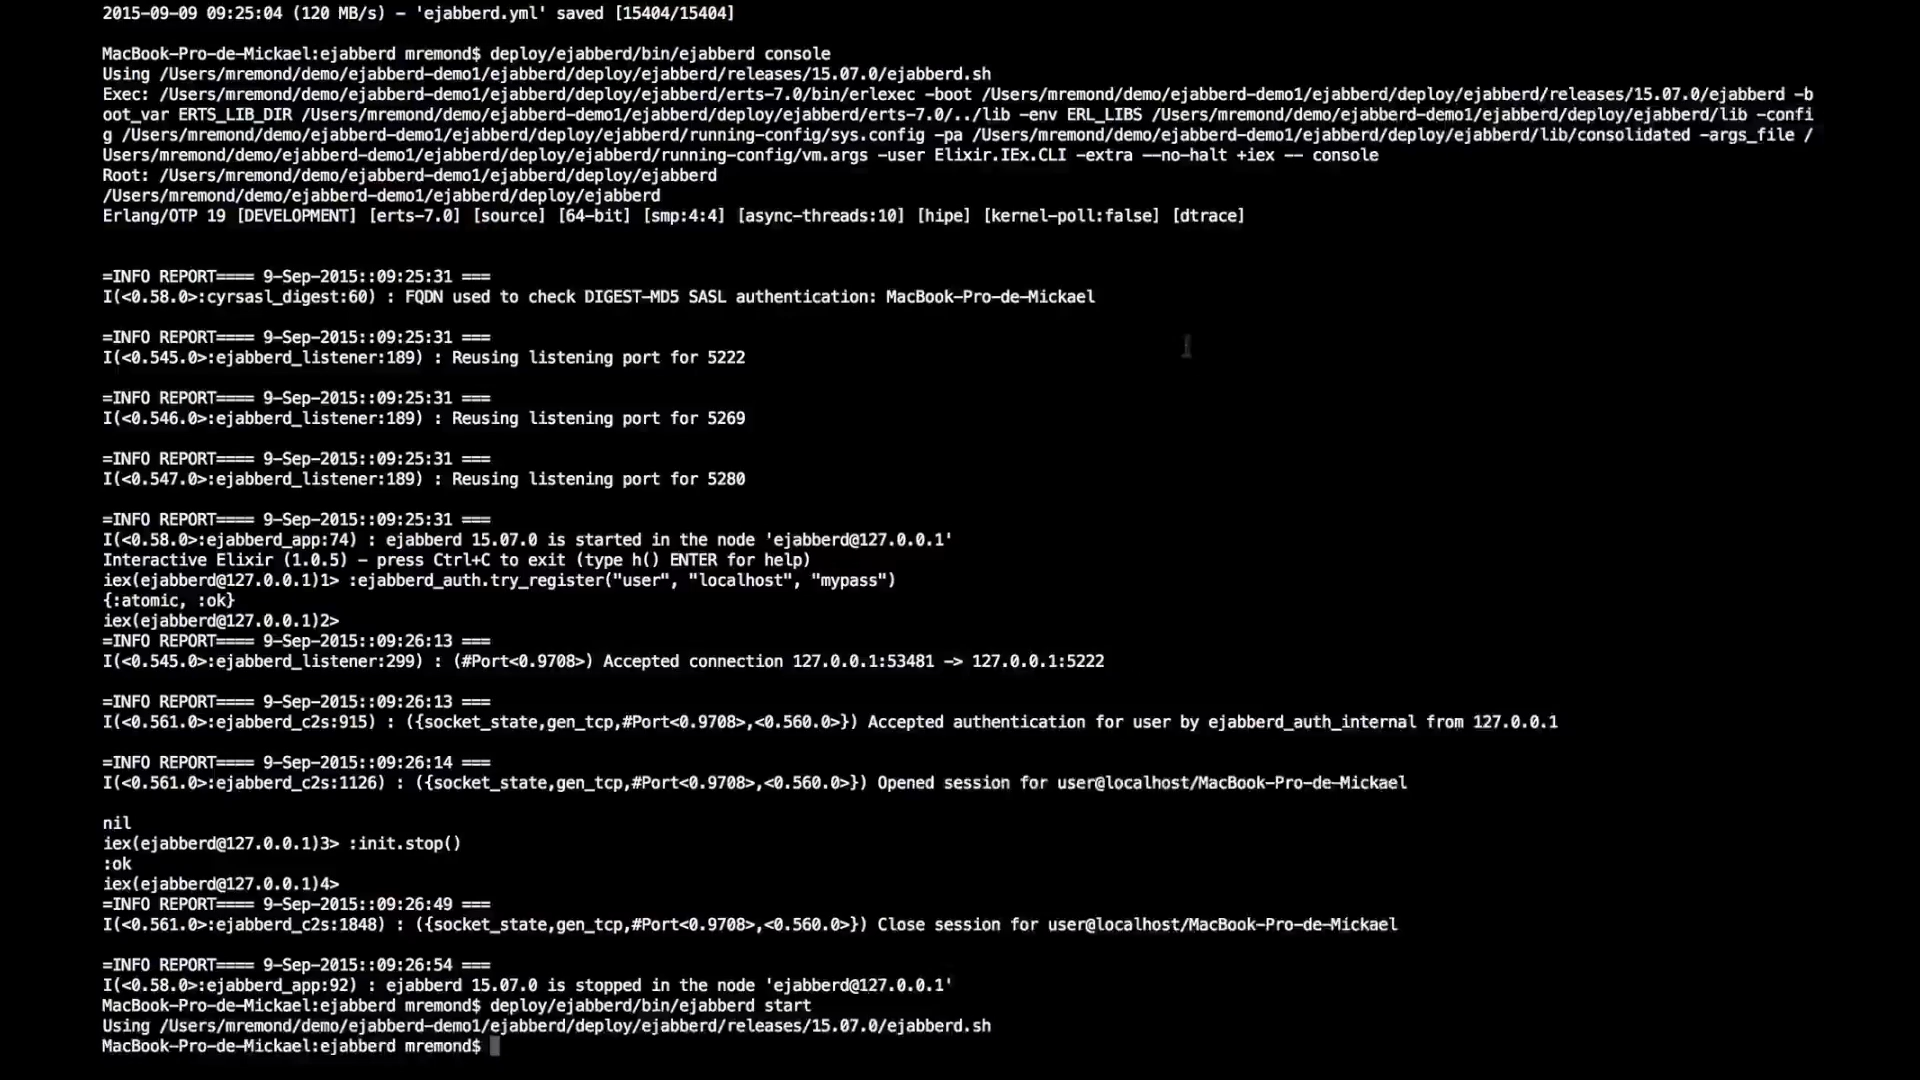 2015-09-09 09:25:04 (120 MB/s) - 'ejabberd.yml' saved [15404/15404]
MacBook-Pro-de-Mickael:ejabberd mremond$ deploy/ejabberd/bin/ejabberd console
Using /Users/mremond/demo/ejabberd-demo1/ejabberd/deploy/ejabberd/releases/15.07.0/ejabberd.sh
Exec: /Users/mremond/demo/ejabberd-demo1/ejabberd/deploy/ejabberd/erts-7.0/bin/erlexec -boot /Users/mremond/demo/ejabberd-demo1/ejabberd/deploy/ejabberd/releases/15.07.0/ejabberd -b
oot_var ERTS_LIB_DIR /Users/mremond/demo/ejabberd-demo1/ejabberd/deploy/ejabberd/erts-7.0/../lib -env ERL_LIBS /Users/mremond/demo/ejabberd-demo1/ejabberd/deploy/ejabberd/lib -confi
g /Users/mremond/demo/ejabberd-demo1/ejabberd/deploy/ejabberd/running-config/sys.config -pa /Users/mremond/demo/ejabberd-demo1/ejabberd/deploy/ejabberd/lib/consolidated -args_file /
Users/mremond/demo/ejabberd-demo1/ejabberd/deploy/ejabberd/running-config/vm.args -user Elixir.IEx.CLI -extra --no-halt +iex -- console
Root: /Users/mremond/demo/ejabberd-demo1/ejabberd/deploy/ejabberd
/Users/mremond/demo/ejabberd-demo1/ejabberd/deploy/ejabberd
Erlang/OTP 19 [DEVELOPMENT] [erts-7.0] [source] [64-bit] [smp:4:4] [async-threads:10] [hipe] [kernel-poll:false] [dtrace]
=INFO REPORT==== 9-Sep-2015::09:25:31 ===
I(<0.58.0>:cyrsasl_digest:60) : FQDN used to check DIGEST-MD5 SASL authentication: MacBook-Pro-de-Mickael
=INFO REPORT==== 9-Sep-2015::09:25:31 ===
I(<0.545.0>:ejabberd_listener:189) : Reusing listening port for 5222
=INFO REPORT==== 9-Sep-2015::09:25:31 ===
I(<0.546.0>:ejabberd_listener:189) : Reusing listening port for 5269
=INFO REPORT==== 9-Sep-2015::09:25:31 ===
I(<0.547.0>:ejabberd_listener:189) : Reusing listening port for 5280
=INFO REPORT==== 9-Sep-2015::09:25:31 ===
I(<0.58.0>:ejabberd_app:74) : ejabberd 15.07.0 is started in the node 'ejabberd@127.0.0.1'
Interactive Elixir (1.0.5) - press Ctrl+C to exit (type h() ENTER for help)
iex(ejabberd@127.0.0.1)1> :ejabberd_auth.try_register("user", "localhost", "mypass")
{:atomic, :ok}
iex(ejabberd@127.0.0.1)2>
=INFO REPORT==== 9-Sep-2015::09:26:13 ===
I(<0.545.0>:ejabberd_listener:299) : (#Port<0.9708>) Accepted connection 127.0.0.1:53481 -> 127.0.0.1:5222
=INFO REPORT==== 9-Sep-2015::09:26:13 ===
I(<0.561.0>:ejabberd_c2s:915) : ({socket_state,gen_tcp,#Port<0.9708>,<0.560.0>}) Accepted authentication for user by ejabberd_auth_internal from 127.0.0.1
=INFO REPORT==== 9-Sep-2015::09:26:14 ===
I(<0.561.0>:ejabberd_c2s:1126) : ({socket_state,gen_tcp,#Port<0.9708>,<0.560.0>}) Opened session for user@localhost/MacBook-Pro-de-Mickael
nil
iex(ejabberd@127.0.0.1)3> :init.stop()
:ok
iex(ejabberd@127.0.0.1)4>
=INFO REPORT==== 9-Sep-2015::09:26:49 ===
I(<0.561.0>:ejabberd_c2s:1848) : ({socket_state,gen_tcp,#Port<0.9708>,<0.560.0>}) Close session for user@localhost/MacBook-Pro-de-Mickael
=INFO REPORT==== 9-Sep-2015::09:26:54 ===
I(<0.58.0>:ejabberd_app:92) : ejabberd 15.07.0 is stopped in the node 'ejabberd@127.0.0.1'
MacBook-Pro-de-Mickael:ejabberd mremond$ deploy/ejabberd/bin/ejabberd start
Using /Users/mremond/demo/ejabberd-demo1/ejabberd/deploy/ejabberd/releases/15.07.0/ejabberd.sh
MacBook-Pro-de-Mickael:ejabberd mremond$